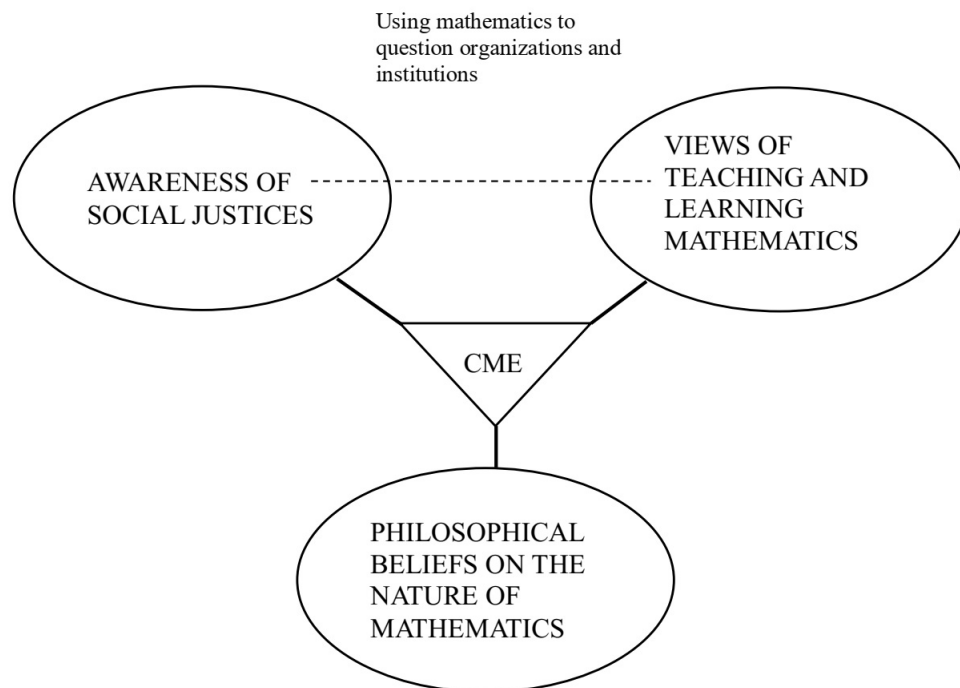 Using mathematics to
question organizations and
institutions
AWARENESS OF
SOCIAL JUSTICES
VIEWS OF
TEACHING AND
LEARNING
MATHEMATICS
CME
PHILOSOPHICAL
BELIEFS ON THE
NATURE OF
MATHEMATICS